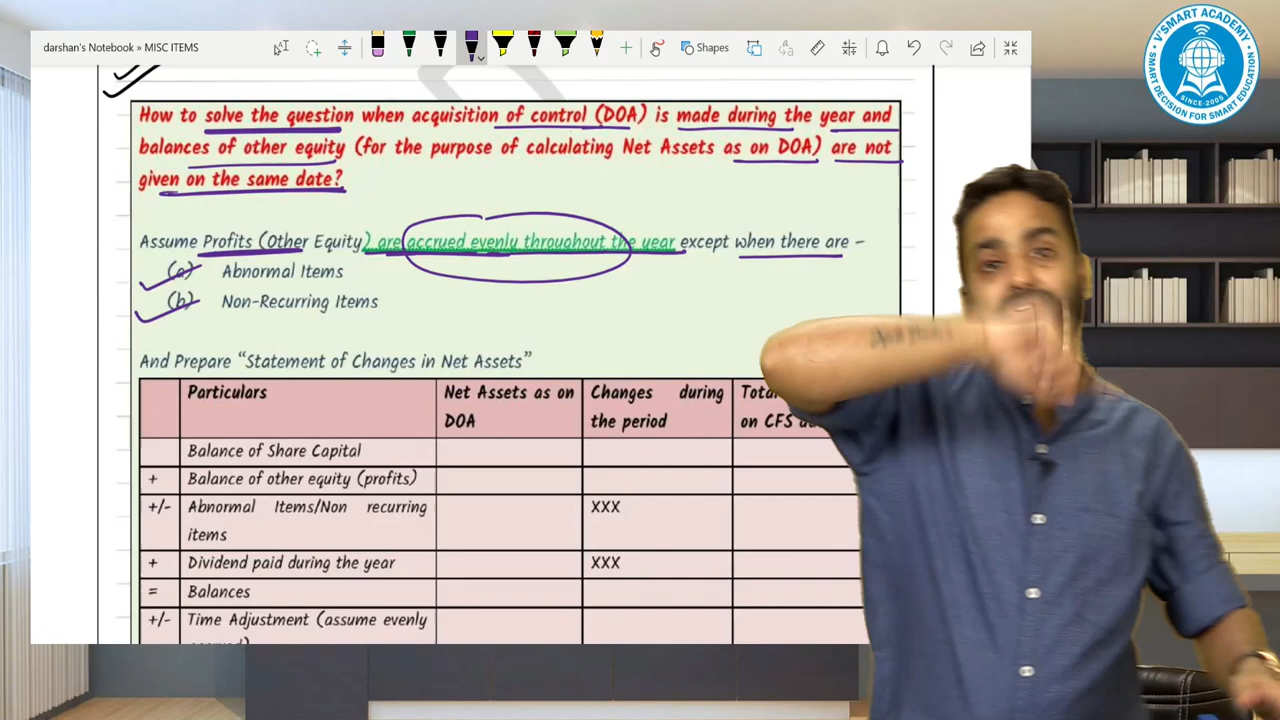 darshan's Notebook » MISC ITEMS
Shapes
V'SMART ACADEMY
SINCE-2005
SMART DECISION FOR SMART EDUCATION
How to solve the question when acquisition of control (DOA) is made during the year and
balances of other equity (for the purpose of calculating Net Assets as on DOA) are not
given on the same date?
Assume Profits (Other Equity) are accrued evenly throughout the year except when there are –
(a) Abnormal Items
(b) Non-Recurring Items
And Prepare “Statement of Changes in Net Assets”
Particulars
Net Assets as on
DOA
Changes during
the period
Total
on CFS
Balance of Share Capital
+ Balance of other equity (profits)
+/- Abnormal Items/Non recurring XXX
items
+ Dividend paid during the year XXX
= Balances
+/- Time Adjustment (assume evenly